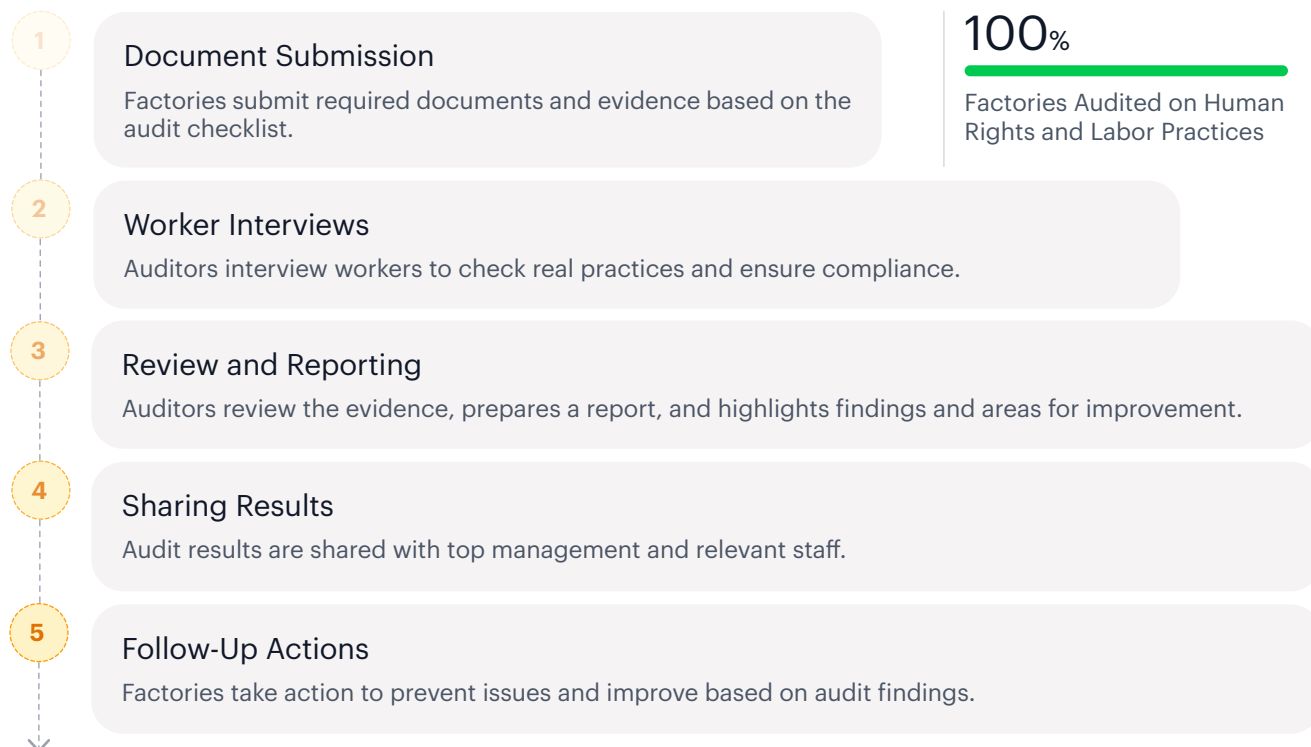 1
Document Submission
Factories submit required documents and evidence based on the
audit checklist.
100%
Factories Audited on Human
Rights and Labor Practices
2
Worker Interviews
Auditors interview workers to check real practices and ensure compliance.
3
Review and Reporting
Auditors review the evidence, prepares a report, and highlights findings and areas for improvement.
4
Sharing Results
Audit results are shared with top management and relevant staff.
5
Follow-Up Actions
Factories take action to prevent issues and improve based on audit findings.